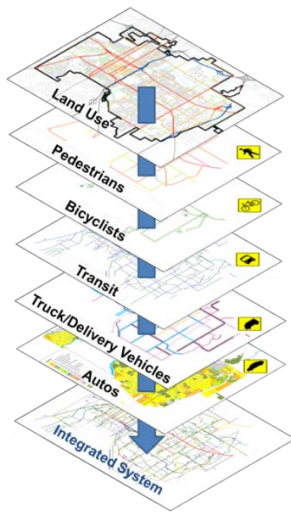 Land Use
Pedestrians
Bicyclists
Transit
Truck/Delivery Vehicles
Autos
Integrated System